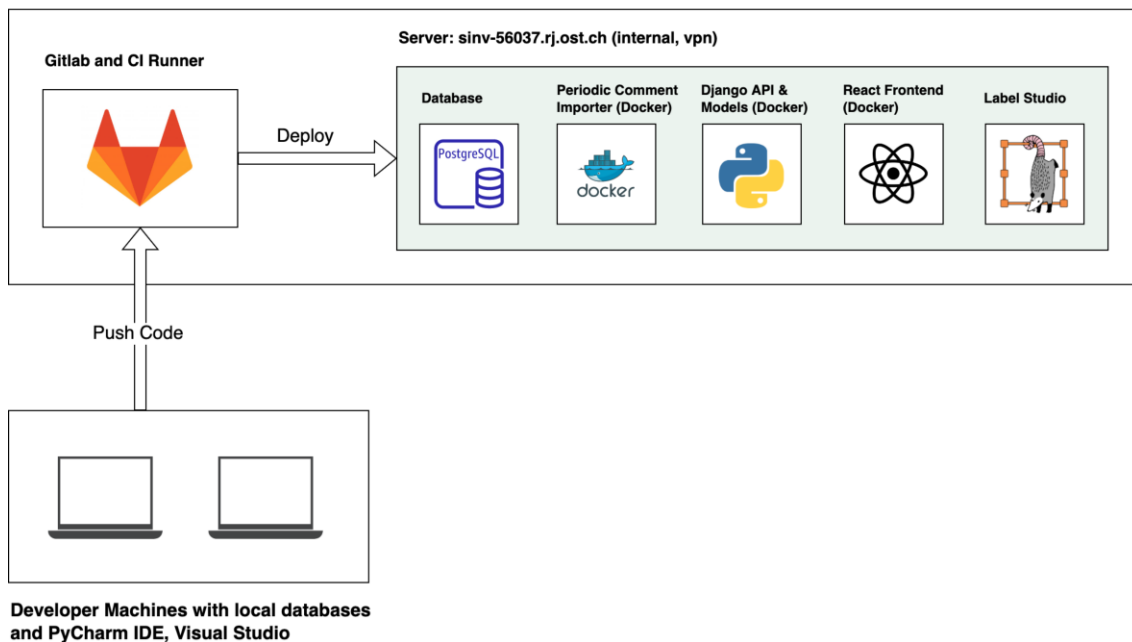 Server: sinv-56037.rj.ost.ch (internal, vpn)
Gitlab and CI Runner
Database
Periodic Comment
Importer (Docker)
Django API &
Models (Docker)
React Frontend
(Docker)
Label Studio
PostgreSQL
docker
Deploy
Push Code
Developer Machines with local databases
and PyCharm IDE, Visual Studio